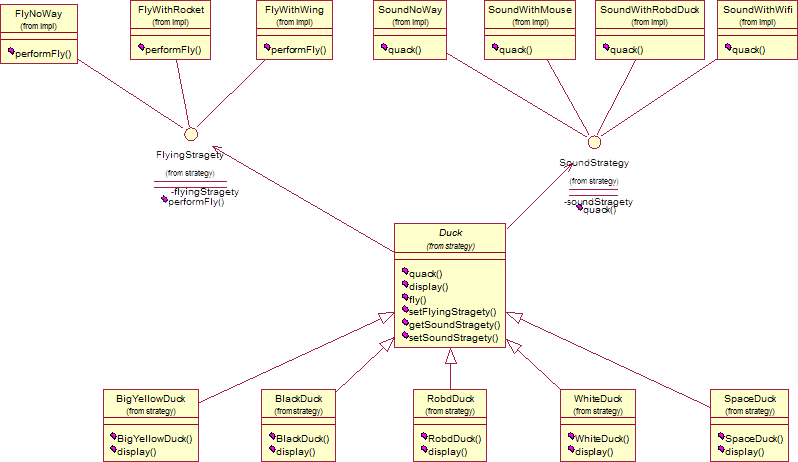 FlyNoWay
(from Impl)
performFly()
FlyWithRocket
(from Impl)
performFly()
FlyWithWing
(from Impl)
performFly()
SoundNoWay
(from Impl)
quack()
SoundWithMouse
(from Impl)
quack()
SoundWithRobdDuck
(from Impl)
quack()
SoundWithWifi
(from Impl)
quack()
FlyingStragety
(from strategy)
-flyingStragety
performFly()
SoundStrategy
(from strategy)
-soundStragety
quack()
Duck
(from strategy)
quack()
display()
fly()
setFlyingStragety()
getSoundStragety()
setSoundStragety()
BigYellowDuck
(from strategy)
BigYellowDuck()
display()
BlackDuck
(from strategy)
BlackDuck()
display()
RobdDuck
(from strategy)
RobdDuck()
display()
WhiteDuck
(from strategy)
WhiteDuck()
display()
SpaceDuck
(from strategy)
SpaceDuck()
display()